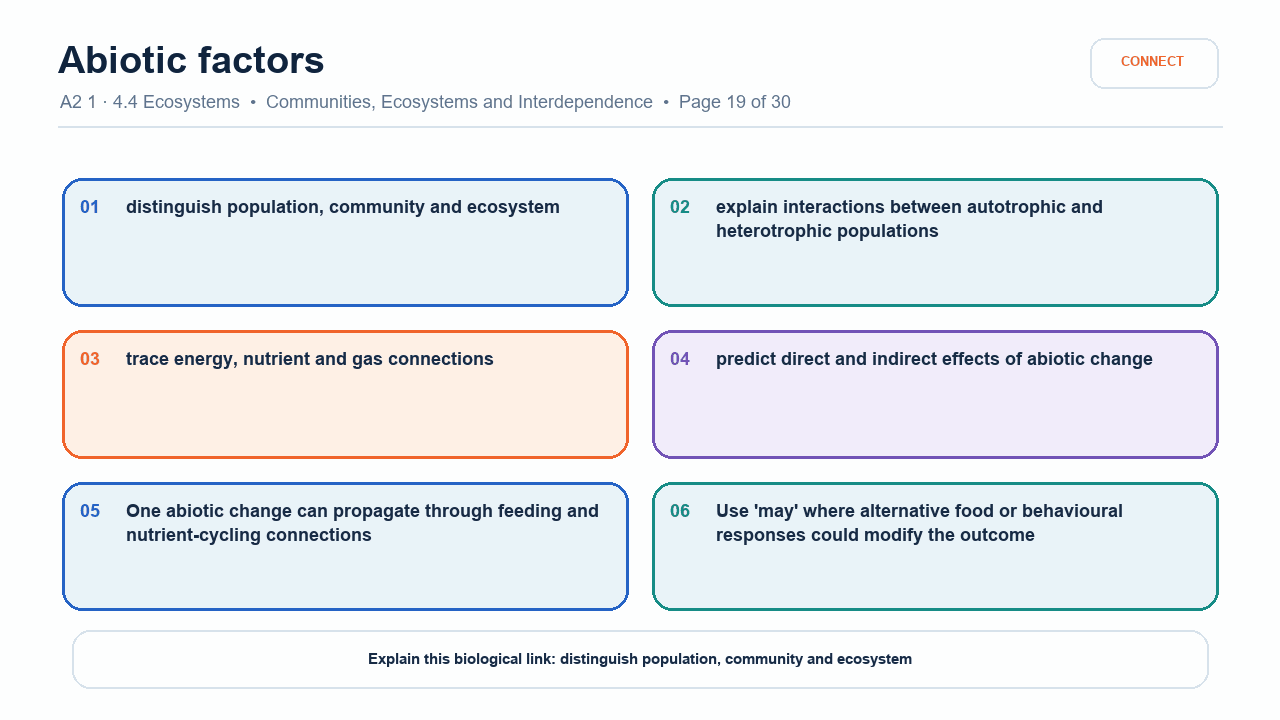 Abiotic factors
CONNECT
A2 1 · 4.4 Ecosystems • Communities, Ecosystems and Interdependence • Page 19 of 30
01 distinguish population, community and ecosystem
02 explain interactions between autotrophic and
heterotrophic populations
03 trace energy, nutrient and gas connections
04 predict direct and indirect effects of abiotic change
05 One abiotic change can propagate through feeding and
nutrient-cycling connections
06 Use 'may' where alternative food or behavioural
responses could modify the outcome
Explain this biological link: distinguish population, community and ecosystem